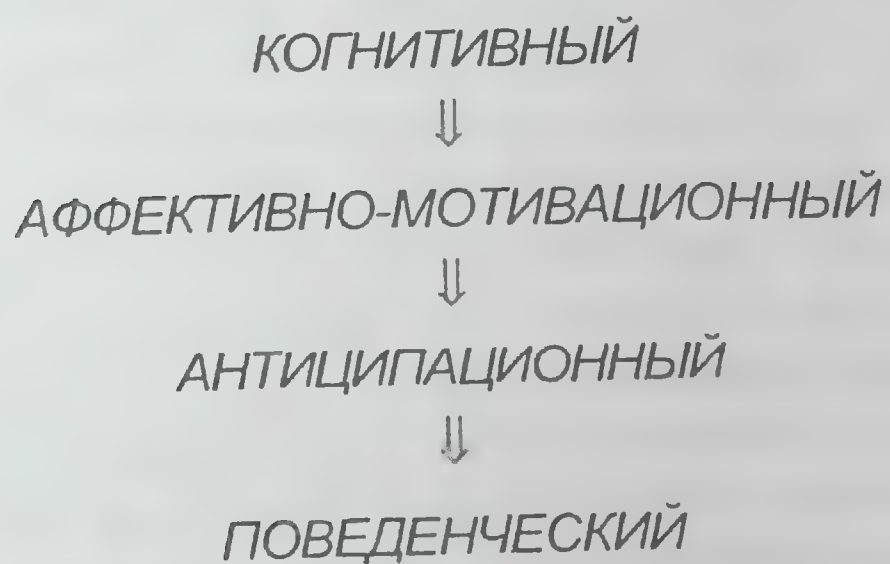 КОГНИТИВНЫЙ
⇓
АФФЕКТИВНО-МОТИВАЦИОННЫЙ
⇓
АНТИЦИПАЦИОННЫЙ
⇓
ПОВЕДЕНЧЕСКИЙ